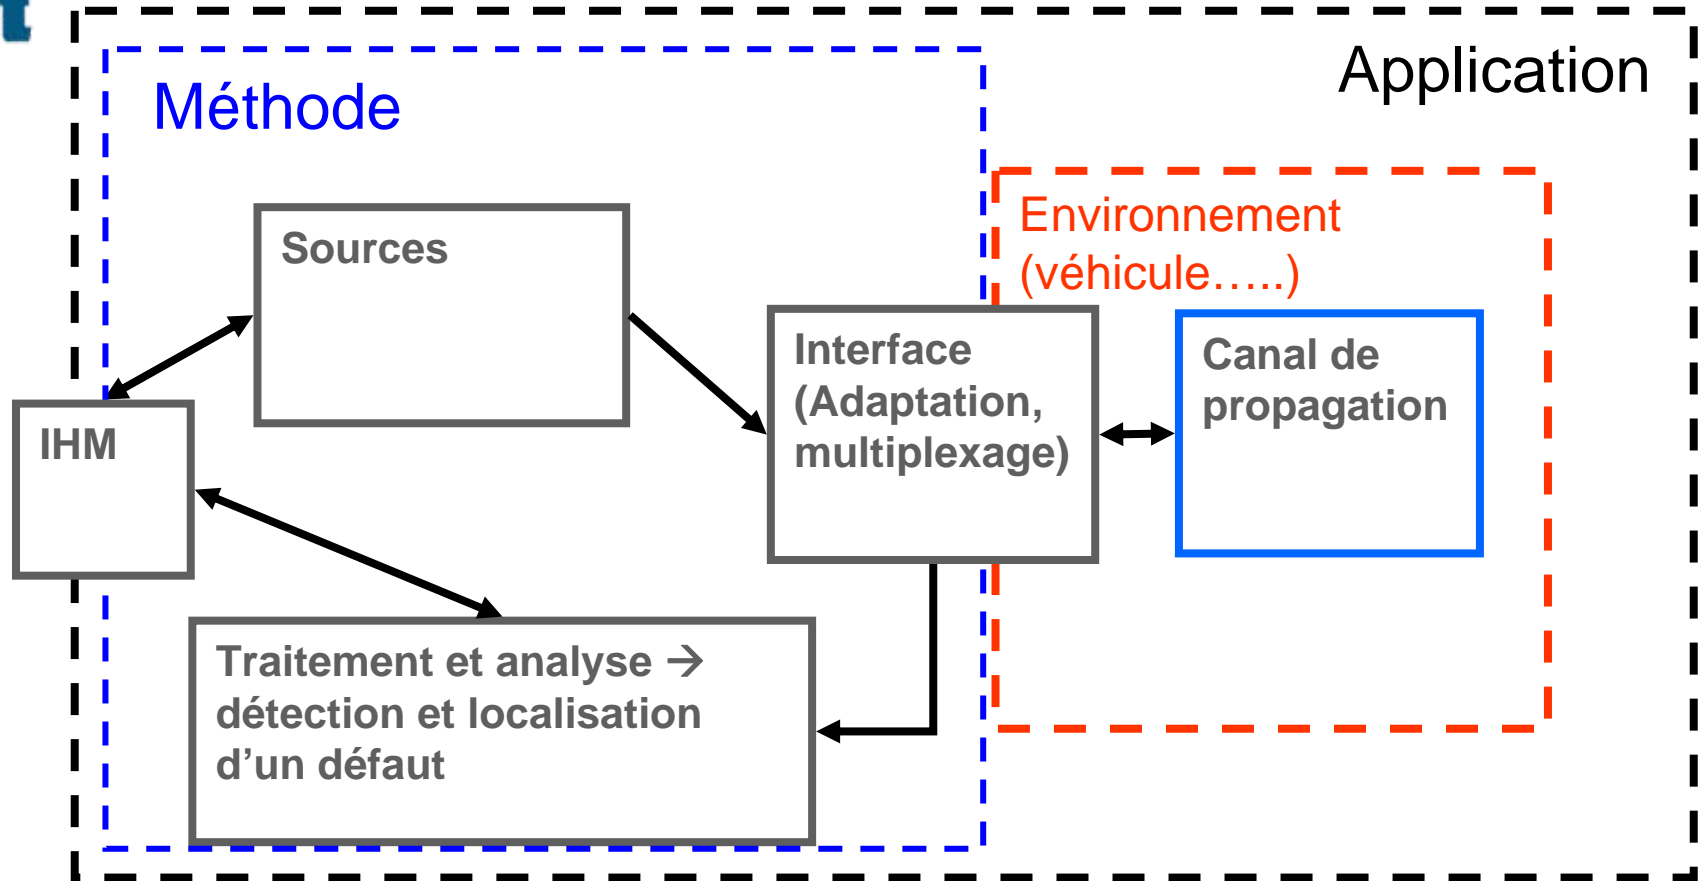 Application
Méthode
Environnement
(véhicule…..)
Sources
Interface
(Adaptation,
multiplexage)
Canal de
propagation
IHM
Traitement et analyse →
détection et localisation
d’un défaut